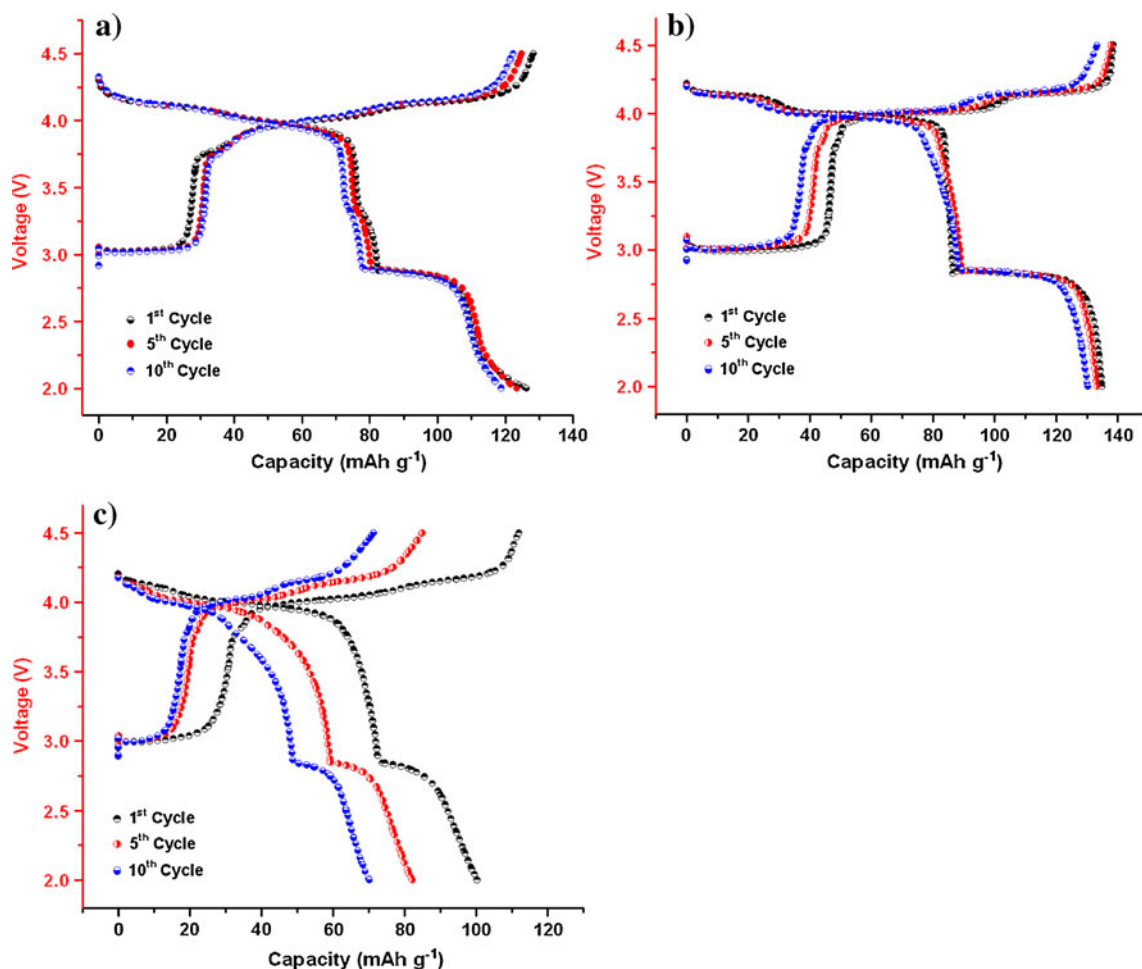 a)
4.5
4.0
3.5
3.0
2.5
2.0
Voltage (V)
1st Cycle
5th Cycle
10th Cycle
0 20 40 60 80 100 120 140
Capacity (mAh g-1)
b)
4.5
4.0
3.5
3.0
2.5
2.0
Voltage (V)
1st Cycle
5th Cycle
10th Cycle
0 20 40 60 80 100 120 140
Capacity (mAh g-1)
c)
4.5
4.0
3.5
3.0
2.5
2.0
Voltage (V)
1st Cycle
5th Cycle
10th Cycle
0 20 40 60 80 100 120
Capacity (mAh g-1)